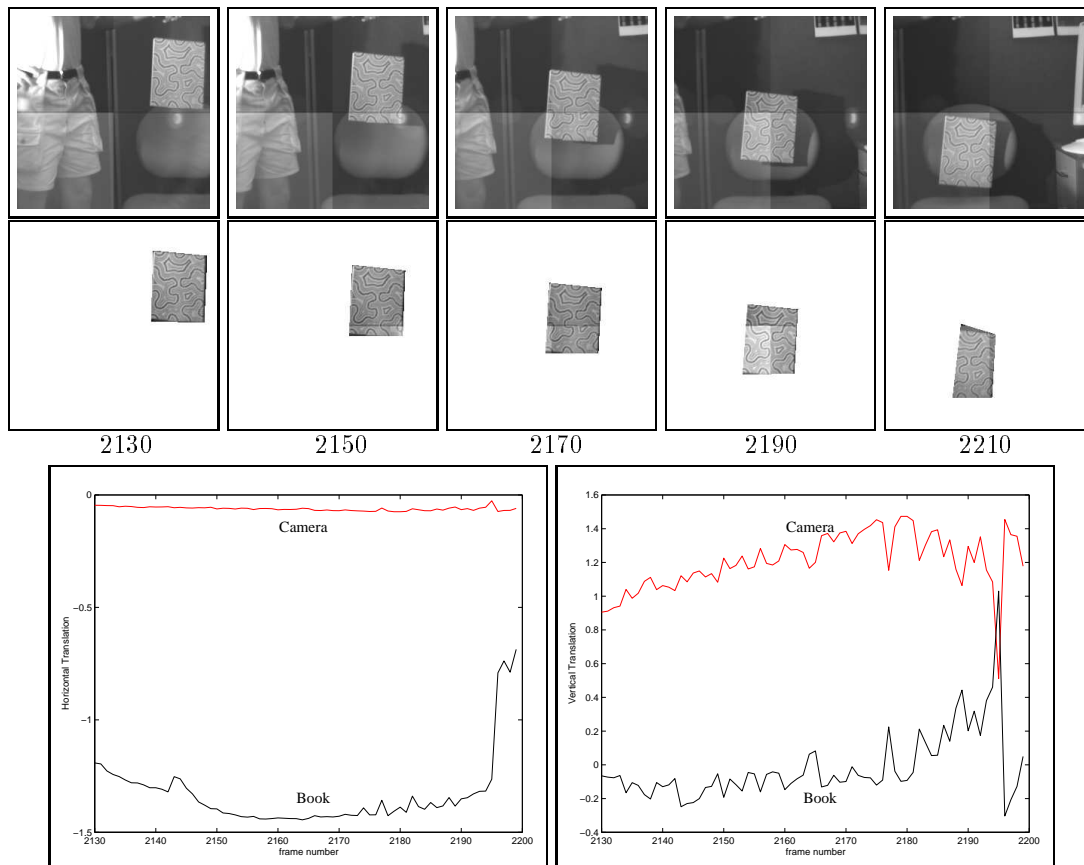 2130 2150 2170 2190 2210
0
−0.5
−1
−1.5
Horizontal Translation
Camera
Book
2130 2140 2150 2160 2170 2180 2190 2200
frame number
1.6
1.4
1.2
1
0.8
0.6
0.4
0.2
0
−0.2
−0.4
Vertical Translation
Camera
Book
2130 2140 2150 2160 2170 2180 2190 2200
frame number